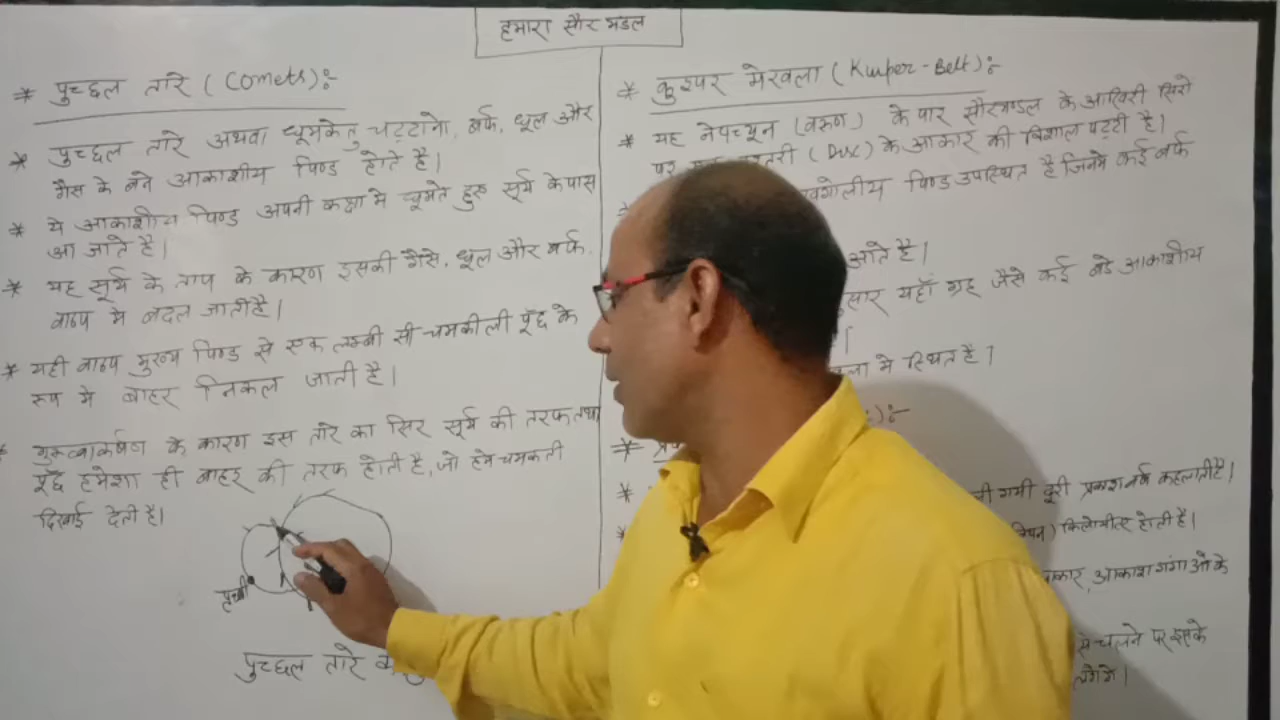 हमारा सौर मंडल
* पुच्छल तारे (Comets):-
* पुच्छल तारे अथवा धूमकेतु चट्टानो, बर्फ, धूल और
गैस के बने आकाशीय पिण्ड होते है।
* ये आकाशीय पिण्ड अपनी कक्षा मे घूमते हुए सूर्य के पास
आ जाते है।
* यह सूर्य के ताप के कारण इसकी गैसे, धूल और बर्फ,
वाष्प मे बदल जाती है।
* यही वाष्प मुख्य पिण्ड से एक लम्बी सी चमकीली पूँछ के
रूप मे बाहर निकल जाती है।
* गुरूत्वाकर्षण के कारण इस तारे का सिर सूर्य की तरफ तथा
पूँछ हमेशा ही बाहर की तरफ होती है, जो हमे चमकती
दिखाई देती है।
पृथ्वी
पुच्छल तारे
* कुइपर मेखला (Kuiper-Belt):-
* यह नेपच्यून (वरूण) के पार सौरमण्डल के आखिरी सिरो
पर (Disc) के आकार की विशाल पट्टी है।
पिण्ड उपस्थित है जिनमे कई बर्फ
आते है।
यहाँ ग्रह जैसे कई बडे आकाशीय
मे स्थित है।
*
* गयी दूरी प्रकाश वर्ष कहलाती है।
* किलोमीटर होती है।
आकाशगंगाओ के
चलने पर इसके
लगेगे।